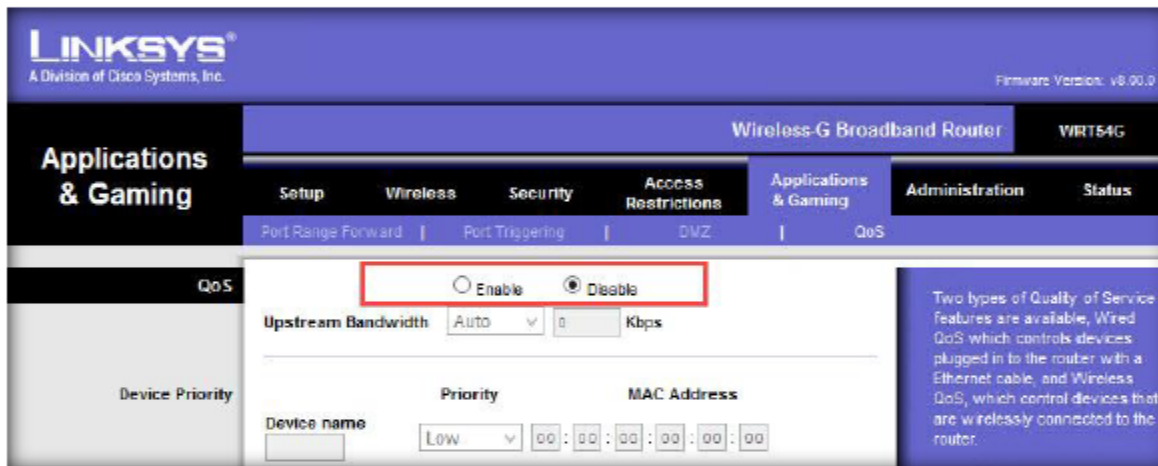 LINKSYS®
A Division of Cisco Systems, Inc.
Firmware Version: v8.00.0
Wireless-G Broadband Router
WRT54G
Applications
& Gaming
Setup
Wireless
Security
Access
Restrictions
Applications
& Gaming
Administration
Status
Port Range Forward | Port Triggering | DMZ | QoS
QoS
Enable Disable
Upstream Bandwidth Auto 0 Kbps
Device Priority
Priority MAC Address
Device name
Low 00 : 00 : 00 : 00 : 00 : 00
Two types of Quality of Service
features are available, Wired
QoS which controls devices
plugged in to the router with a
Ethernet cable, and Wireless
QoS, which control devices that
are wirelessly connected to the
router.